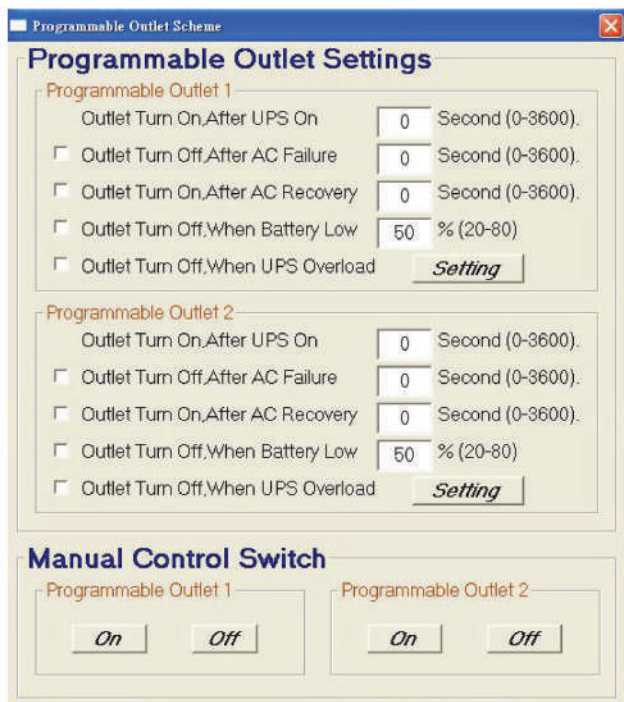 Programmable Outlet Scheme
Programmable Outlet Settings
Programmable Outlet 1
Outlet Turn On,After UPS On 0 Second (0-3600).
Outlet Turn Off,After AC Failure 0 Second (0-3600).
Outlet Turn On,After AC Recovery 0 Second (0-3600).
Outlet Turn Off,When Battery Low 50 % (20-80)
Outlet Turn Off,When UPS Overload Setting
Programmable Outlet 2
Outlet Turn On,After UPS On 0 Second (0-3600).
Outlet Turn Off,After AC Failure 0 Second (0-3600).
Outlet Turn On,After AC Recovery 0 Second (0-3600).
Outlet Turn Off,When Battery Low 50 % (20-80)
Outlet Turn Off,When UPS Overload Setting
Manual Control Switch
Programmable Outlet 1 Programmable Outlet 2
On Off On Off